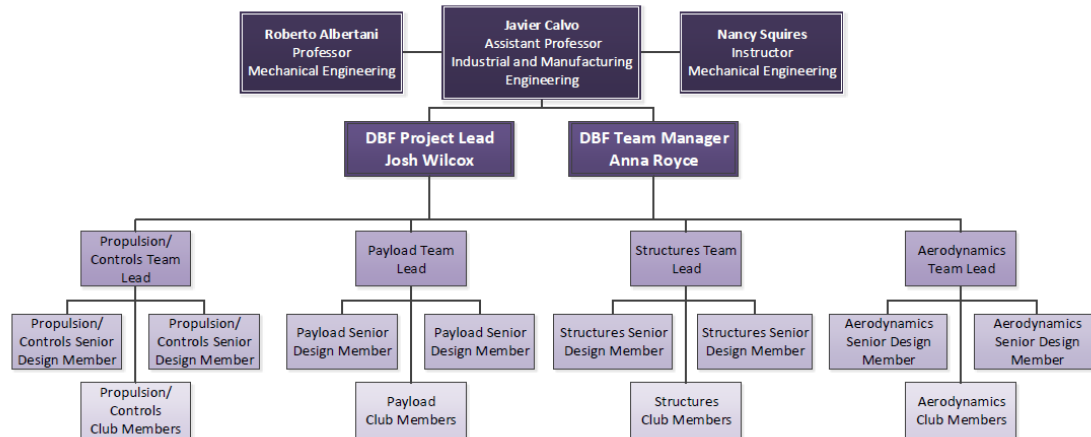 Roberto Albertani
Professor
Mechanical Engineering
Javier Calvo
Assistant Professor
Industrial and Manufacturing
Engineering
Nancy Squires
Instructor
Mechanical Engineering
DBF Project Lead
Josh Wilcox
DBF Team Manager
Anna Royce
Propulsion/
Controls Team
Lead
Payload Team
Lead
Structures Team
Lead
Aerodynamics
Team Lead
Propulsion/
Controls Senior
Design Member
Propulsion/
Controls Senior
Design Member
Payload Senior
Design Member
Payload Senior
Design Member
Structures Senior
Design Member
Structures Senior
Design Member
Aerodynamics
Senior Design
Member
Aerodynamics
Senior Design
Member
Propulsion/
Controls
Club Members
Payload
Club Members
Structures
Club Members
Aerodynamics
Club Members